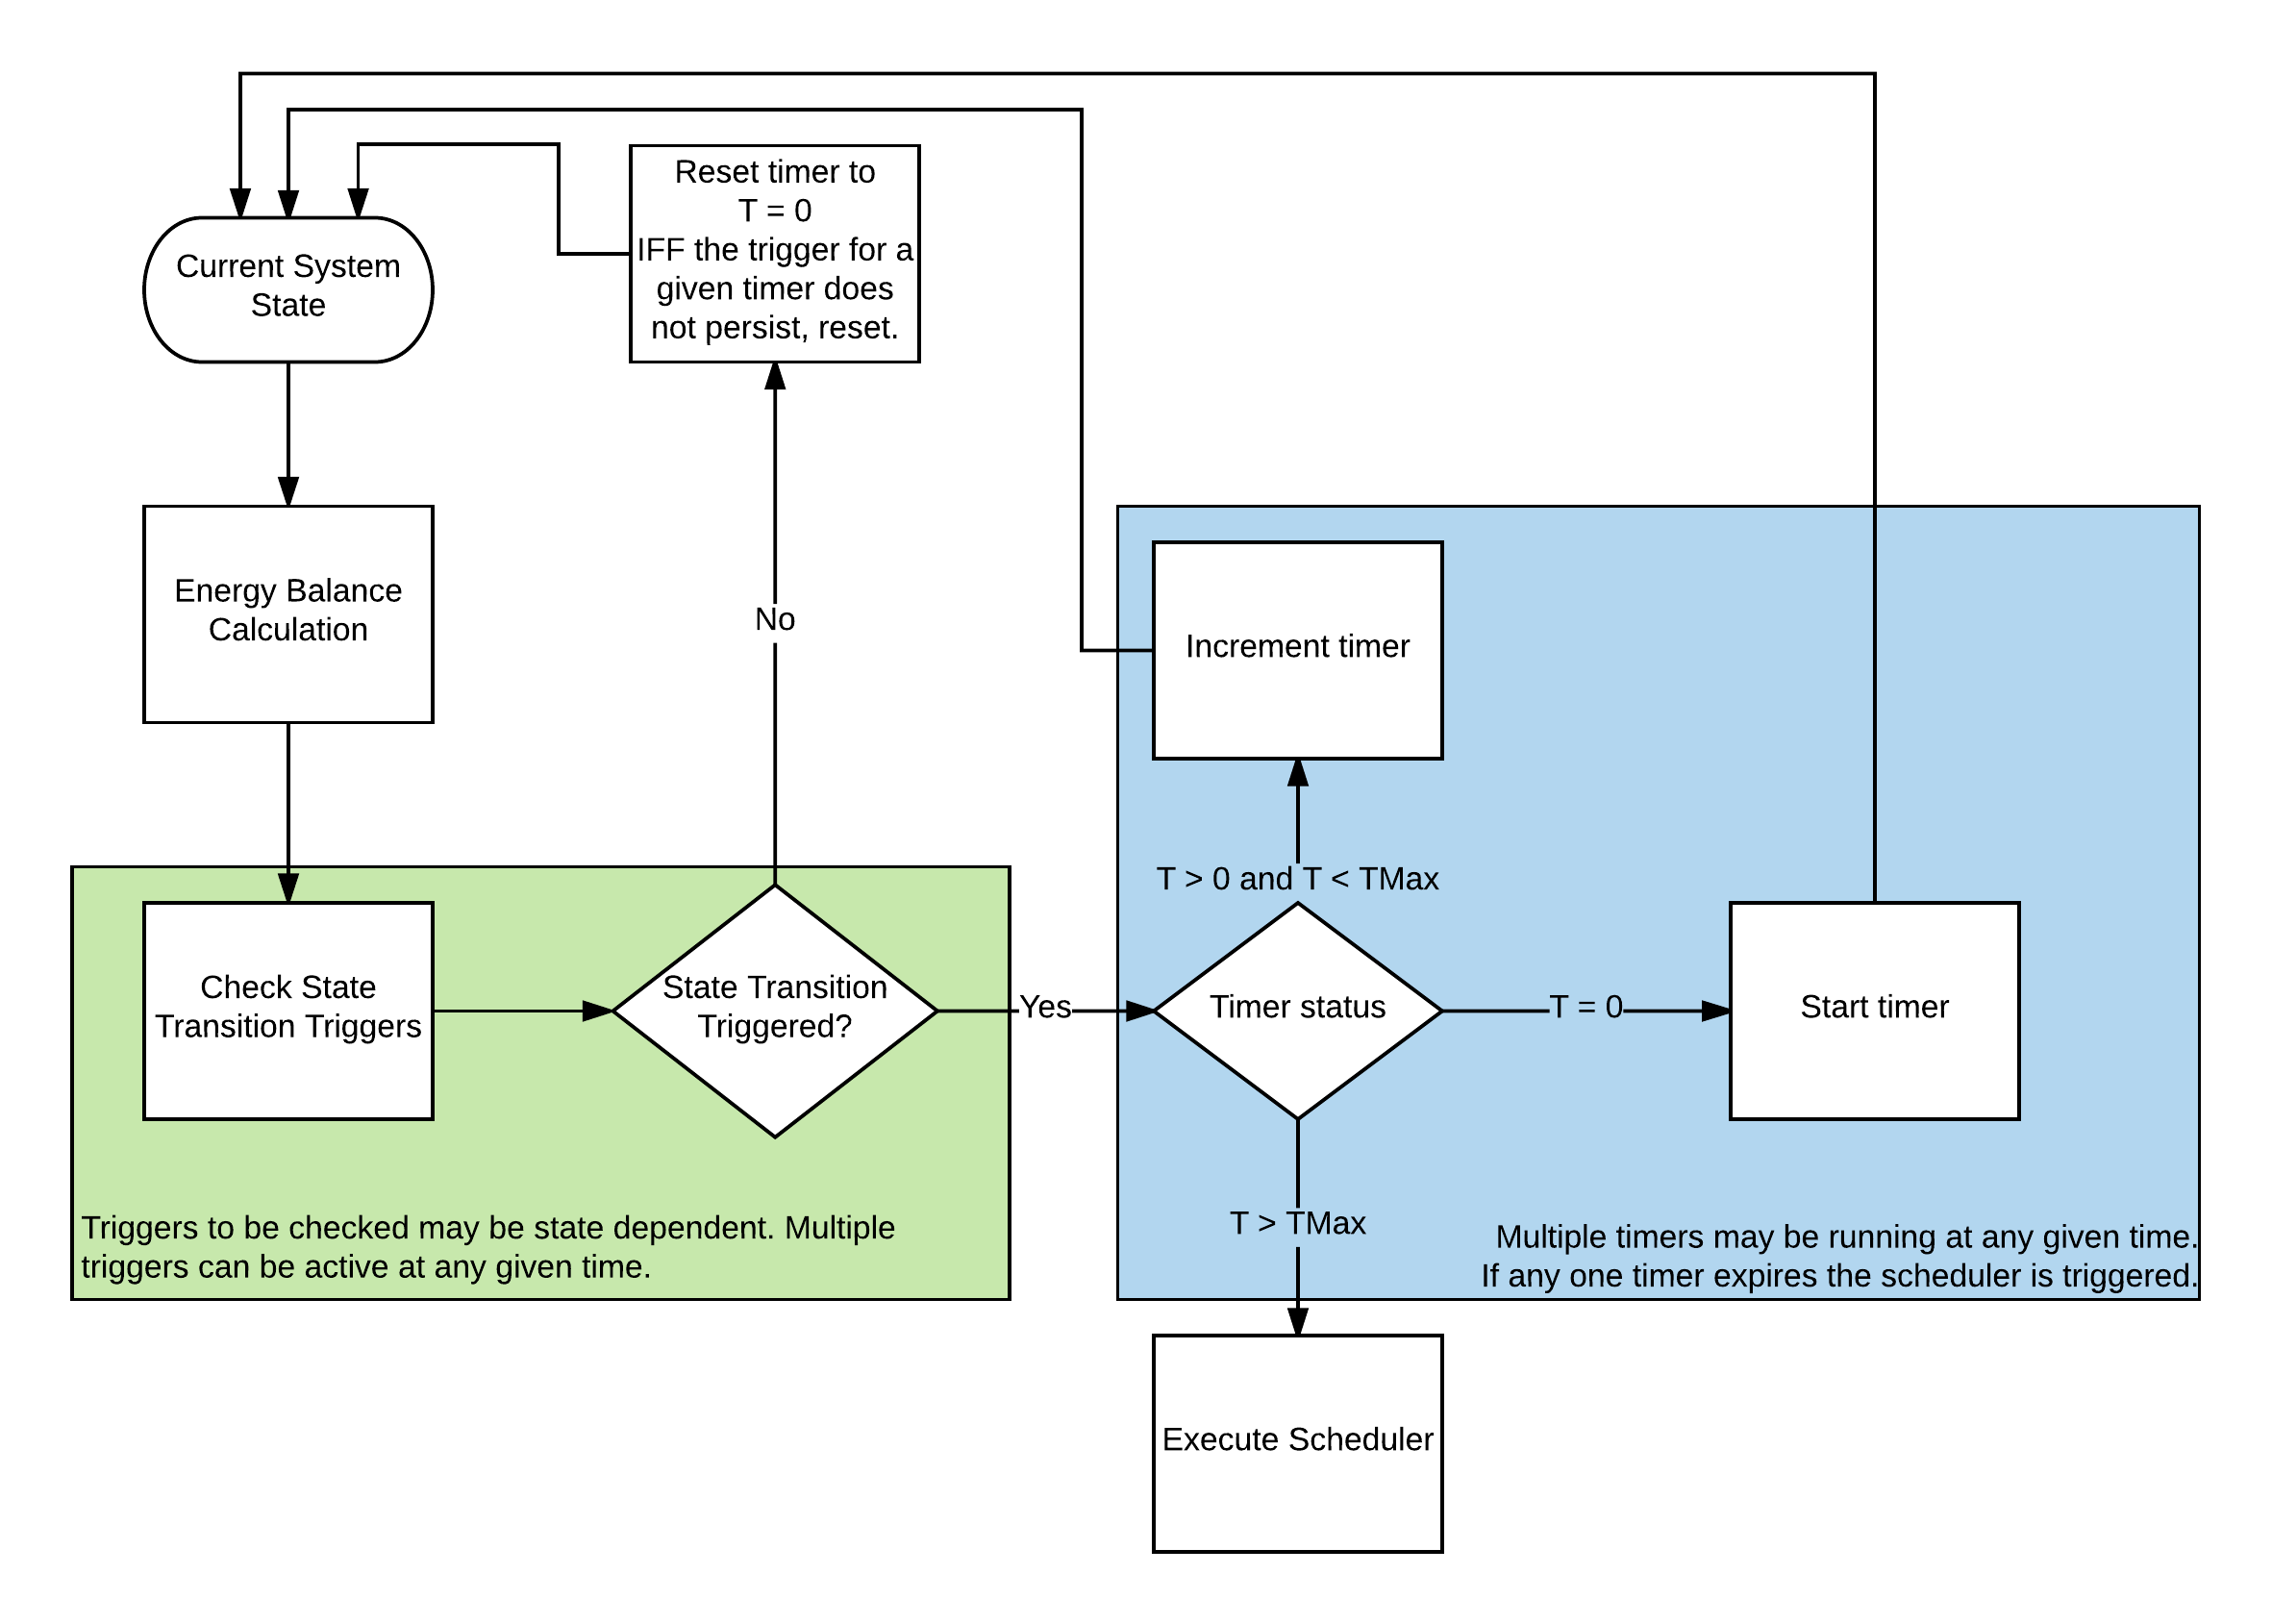 Reset timer to
T = 0
IFF the trigger for a
given timer does
not persist, reset.
Current System
State
Energy Balance
Calculation
No
Increment timer
T > 0 and T < TMax
Check State
Transition Triggers
State Transition
Triggered?
Yes
Timer status
T = 0
Start timer
Triggers to be checked may be state dependent. Multiple
triggers can be active at any given time.
T > TMax
Multiple timers may be running at any given time.
If any one timer expires the scheduler is triggered.
Execute Scheduler